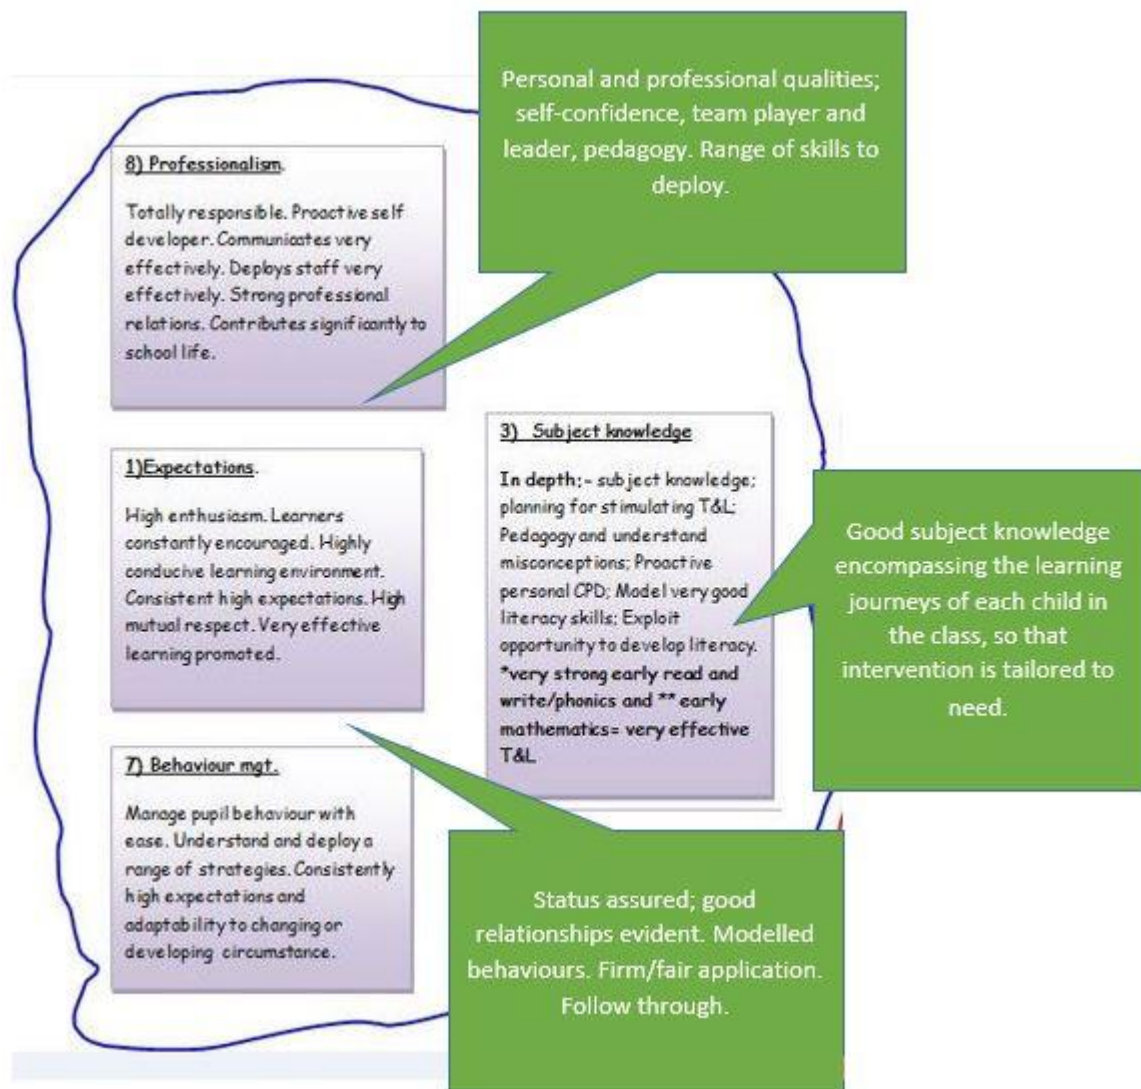 Personal and professional qualities;
self-confidence, team player and
leader, pedagogy. Range of skills to
deploy.
8) Professionalism.
Totally responsible. Proactive self
developer. Communicates very
effectively. Deploys staff very
effectively. Strong professional
relations. Contributes significantly to
school life.
1)Expectations.
High enthusiasm. Learners
constantly encouraged. Highly
conducive learning environment.
Consistent high expectations. High
mutual respect. Very effective
learning promoted.
3) Subject knowledge
In depth:- subject knowledge;
planning for stimulating T&L;
Pedagogy and understand
misconceptions; Proactive
personal CPD; Model very good
literacy skills; Exploit
opportunity to develop literacy.
*very strong early read and
write/phonics and ** early
mathematics= very effective
T&L
Good subject knowledge
encompassing the learning
journeys of each child in
the class, so that
intervention is tailored to
need.
7) Behaviour mgt.
Manage pupil behaviour with
ease. Understand and deploy a
range of strategies. Consistently
high expectations and
adaptability to changing or
developing circumstance.
Status assured; good
relationships evident. Modelled
behaviours. Firm/fair application.
Follow through.